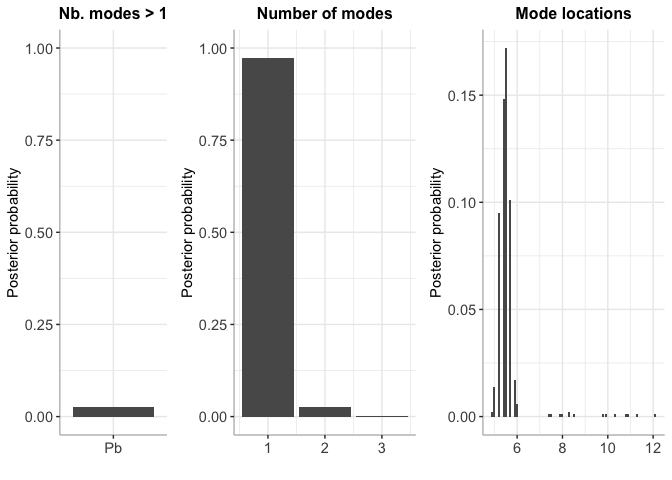 Nb. modes > 1
Posterior probability
1.00
0.75
0.50
0.25
0.00
Pb
Number of modes
Posterior probability
1.00
0.75
0.50
0.25
0.00
1 2 3
Mode locations
Posterior probability
0.15
0.10
0.05
0.00
6 8 10 12